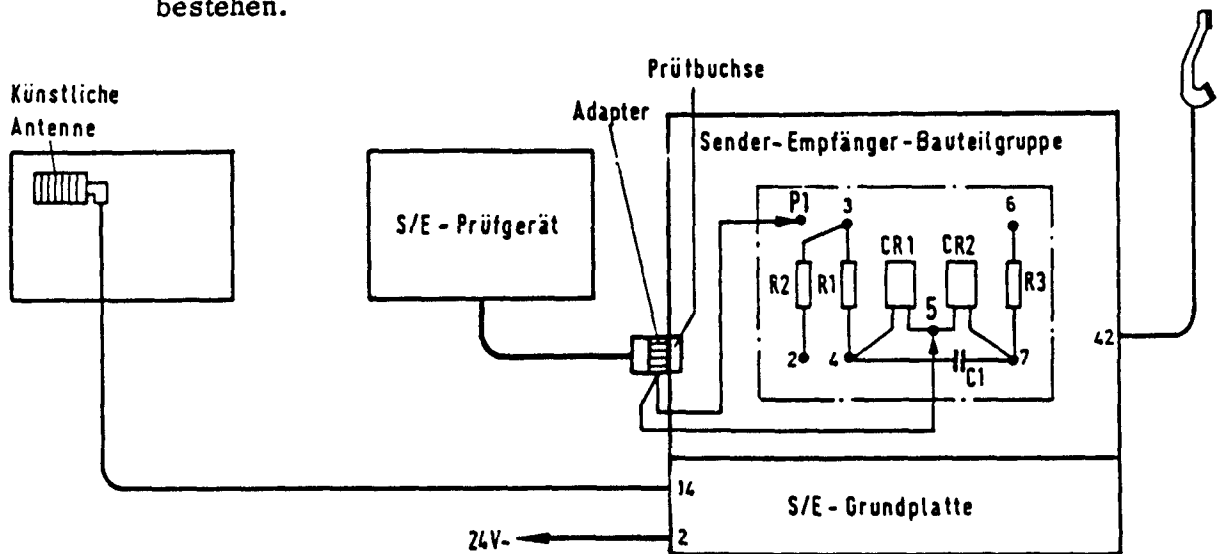 bestehen.
Künstliche
Antenne
Prüfbuchse
Adapter
Sender-Empfänger-Bauteilgruppe
S/E - Prüfgerät
P1
3
6
CR1
CR2
R2
R1
R3
5
2
4
7
C1
42
14
S/E - Grundplatte
24V-
2